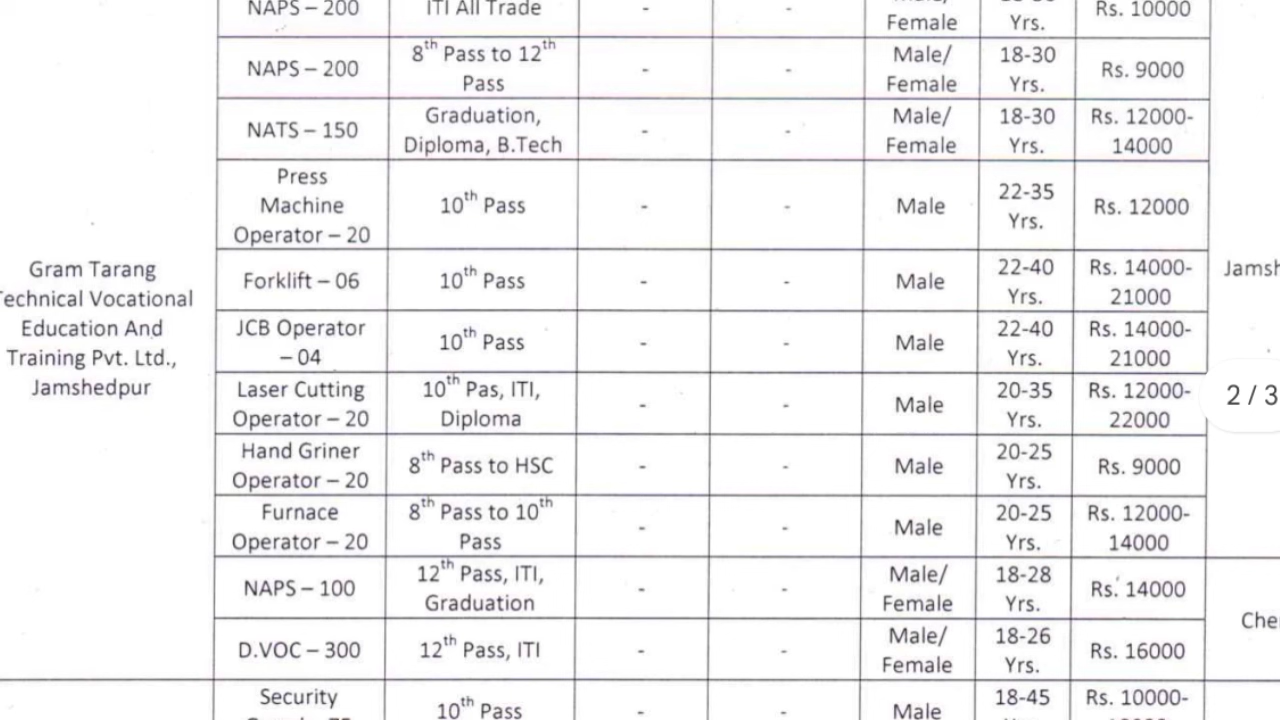 NAPS – 200
ITI All Trade
-
-
Female
Yrs.
Rs. 10000
NAPS – 200
8th Pass to 12th
Pass
-
-
Male/
Female
18-30
Yrs.
Rs. 9000
NATS – 150
Graduation,
Diploma, B.Tech
-
-
Male/
Female
18-30
Yrs.
Rs. 12000-
14000
Gram Tarang
Technical Vocational
Education And
Training Pvt. Ltd.,
Jamshedpur
Press
Machine
Operator – 20
10th Pass
-
-
Male
22-35
Yrs.
Rs. 12000
Forklift – 06
10th Pass
-
-
Male
22-40
Yrs.
Rs. 14000-
21000
Jamsh
JCB Operator
– 04
10th Pass
-
-
Male
22-40
Yrs.
Rs. 14000-
21000
Laser Cutting
Operator – 20
10th Pas, ITI,
Diploma
-
-
Male
20-35
Yrs.
Rs. 12000-
22000
2 / 3
Hand Griner
Operator – 20
8th Pass to HSC
-
-
Male
20-25
Yrs.
Rs. 9000
Furnace
Operator – 20
8th Pass to 10th
Pass
-
-
Male
20-25
Yrs.
Rs. 12000-
14000
NAPS – 100
12th Pass, ITI,
Graduation
-
-
Male/
Female
18-28
Yrs.
Rs. 14000
Che
D.VOC – 300
12th Pass, ITI
-
-
Male/
Female
18-26
Yrs.
Rs. 16000
Security
10th Pass
-
-
Male
18-45
Rs. 10000-